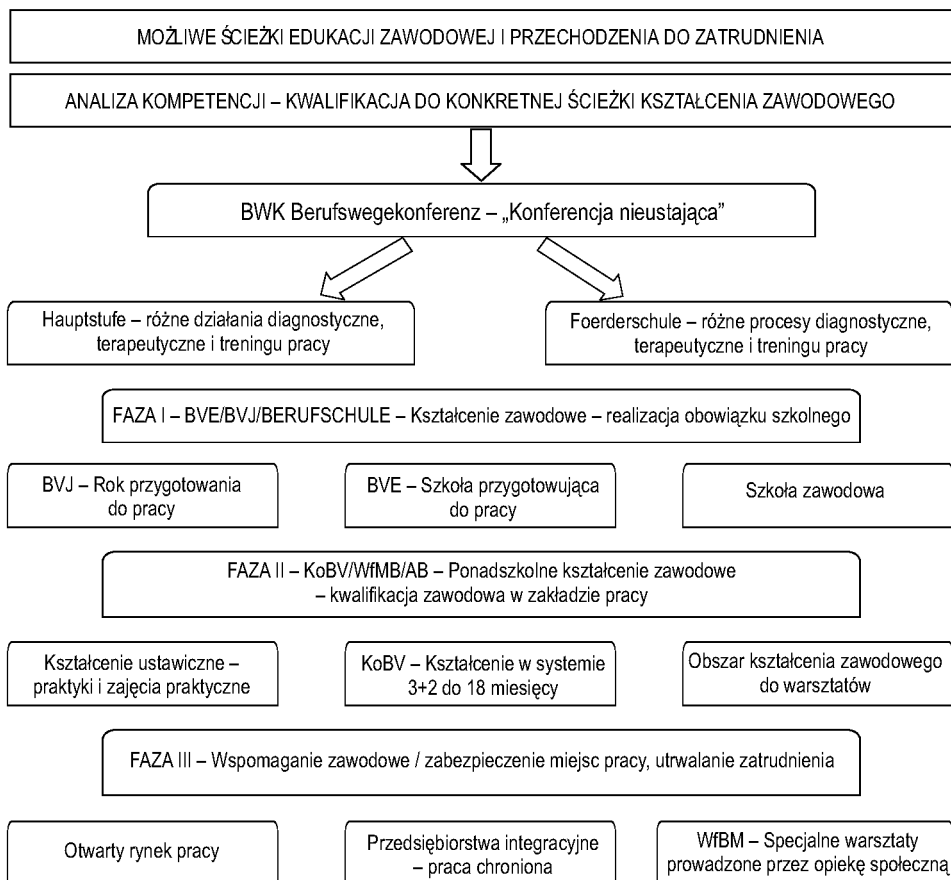 MOŻLIWE ŚCIEŻKI EDUKACJI ZAWODOWEJ I PRZECHODZENIA DO ZATRUDNIENIA
ANALIZA KOMPETENCJI – KWALIFIKACJA DO KONKRETNEJ ŚCIEŻKI KSZTAŁCENIA ZAWODOWEGO
BWK Berufswegekonferenz – „Konferencja nieustająca”
Hauptstufe – różne działania diagnostyczne,
terapeutyczne i treningu pracy
Foerderschule – różne procesy diagnostyczne,
terapeutyczne i treningu pracy
FAZA I – BVE/BVJ/BERUFSCHULE – Kształcenie zawodowe – realizacja obowiązku szkolnego
BVJ – Rok przygotowania
do pracy
BVE – Szkoła przygotowująca
do pracy
Szkoła zawodowa
FAZA II – KoBV/WfMB/AB – Ponadszkolne kształcenie zawodowe
– kwalifikacja zawodowa w zakładzie pracy
Kształcenie ustawiczne –
praktyki i zajęcia praktyczne
KoBV – Kształcenie w systemie
3+2 do 18 miesięcy
Obszar kształcenia zawodowego
do warsztatów
FAZA III – Wspomaganie zawodowe / zabezpieczenie miejsc pracy, utrwalanie zatrudnienia
Otwarty rynek pracy
Przedsiębiorstwa integracyjne
– praca chroniona
WfBM – Specjalne warsztaty
prowadzone przez opiekę społeczną